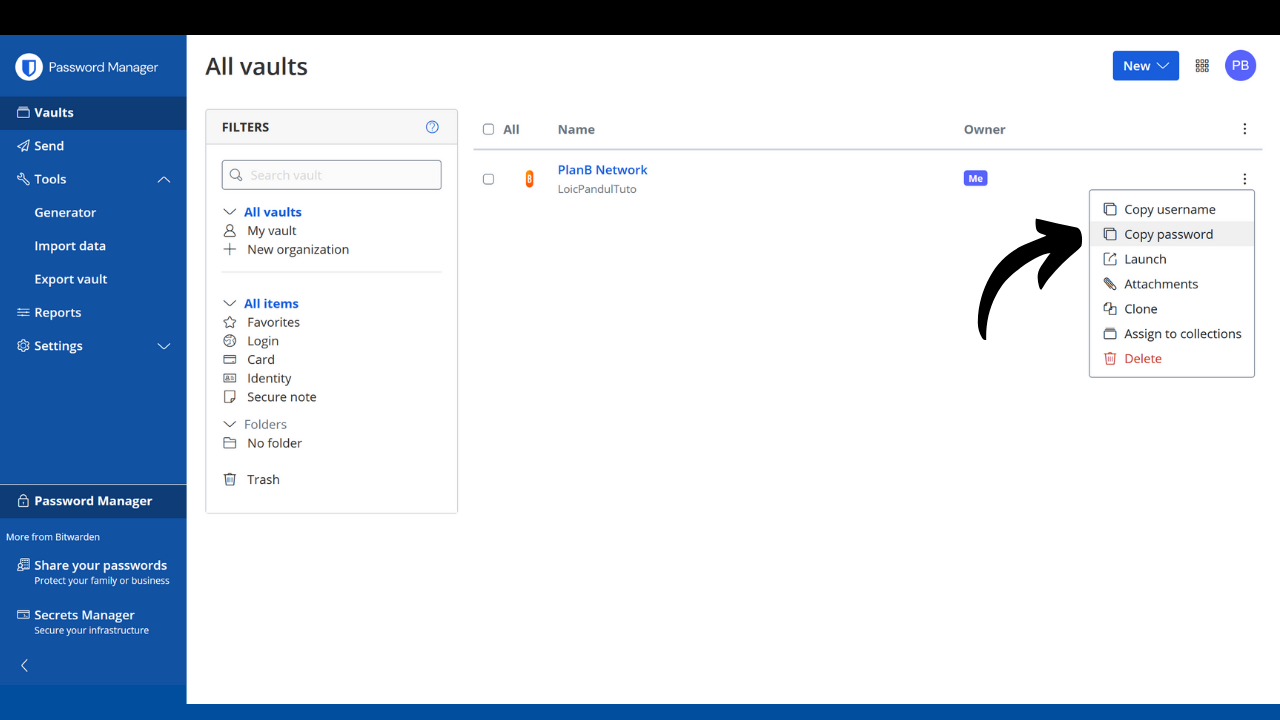 Password Manager
Vaults
Send
Tools
Generator
Import data
Export vault
Reports
Settings
Password Manager
More from Bitwarden
Share your passwords
Protect your family or business
Secrets Manager
Secure your infrastructure
All vaults
New
PB
FILTERS
Search vault
All vaults
My vault
New organization
All items
Favorites
Login
Card
Identity
Secure note
Folders
No folder
Trash
All Name Owner
PlanB Network
LoicPandulTuto
Me
Copy username
Copy password
Launch
Attachments
Clone
Assign to collections
Delete